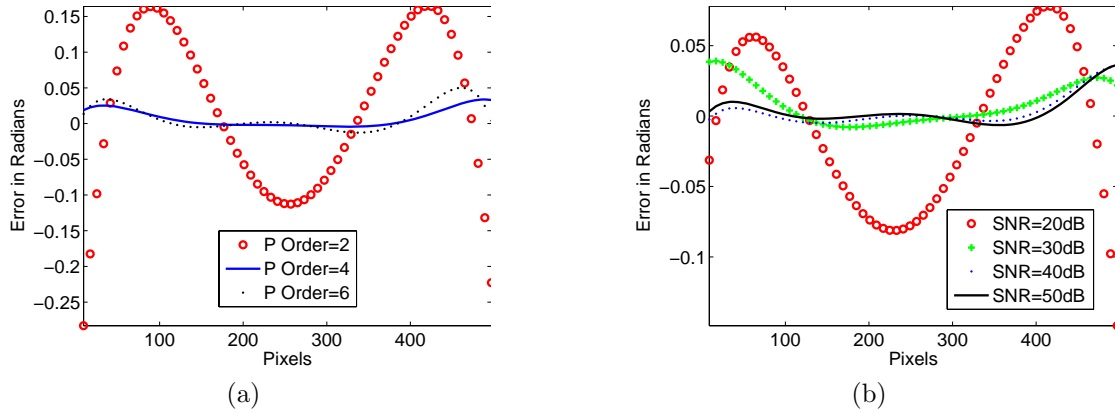 0.15
0.1
0.05
0
−0.05
−0.1
−0.15
−0.2
−0.25
Error in Radians
100 200 300 400
Pixels
P Order=2
P Order=4
P Order=6
(a)
0.05
0
−0.05
−0.1
Error in Radians
100 200 300 400
Pixels
SNR=20dB
SNR=30dB
SNR=40dB
SNR=50dB
(b)